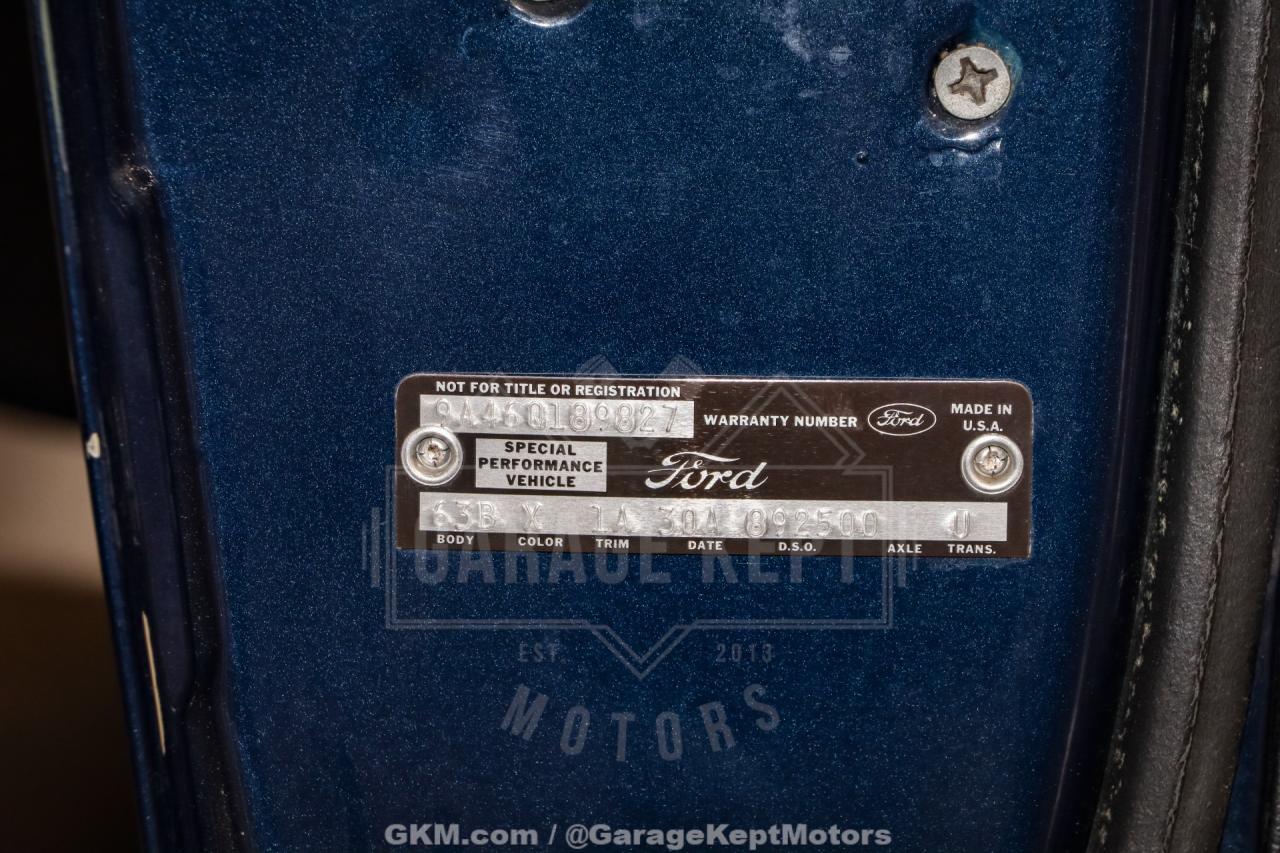 NOT FOR TITLE OR REGISTRATION
9A46Q189827
WARRANTY NUMBER
Ford
MADE IN
U.S.A.
SPECIAL
PERFORMANCE
VEHICLE
Ford
63B X 1A 30A 892500 U
BODY COLOR TRIM DATE D.S.O. AXLE TRANS.
GARAGE KEPT
EST. 2013
MOTORS
GKM.com / @GarageKeptMotors